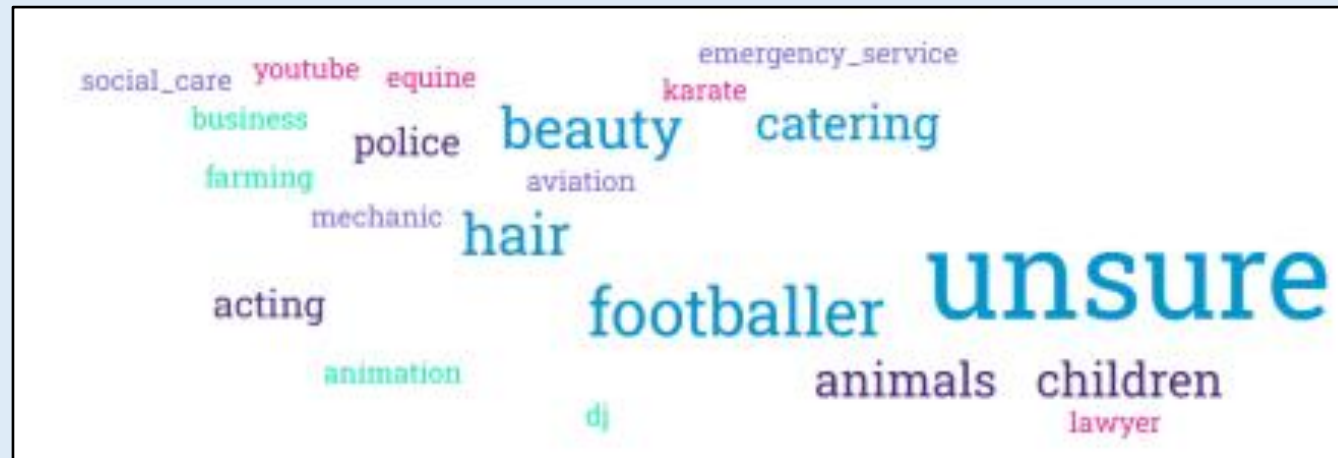 emergency_service
social_care youtube equine
karate
business
police beauty catering
farming
aviation
mechanic
hair
unsure
acting
footballer
animation
animals children
dj
lawyer